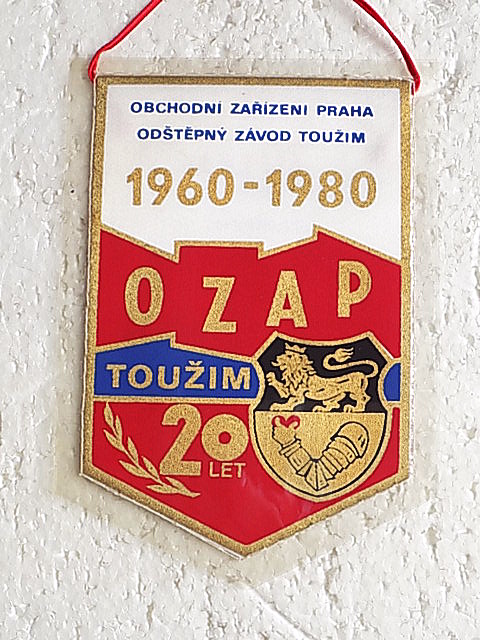 OBCHODNÍ ZAŘÍZENI PRAHA
ODŠTĚPNÝ ZÁVOD TOUŽIM
1960-1980
OZAP
TOUŽIM
20
LET